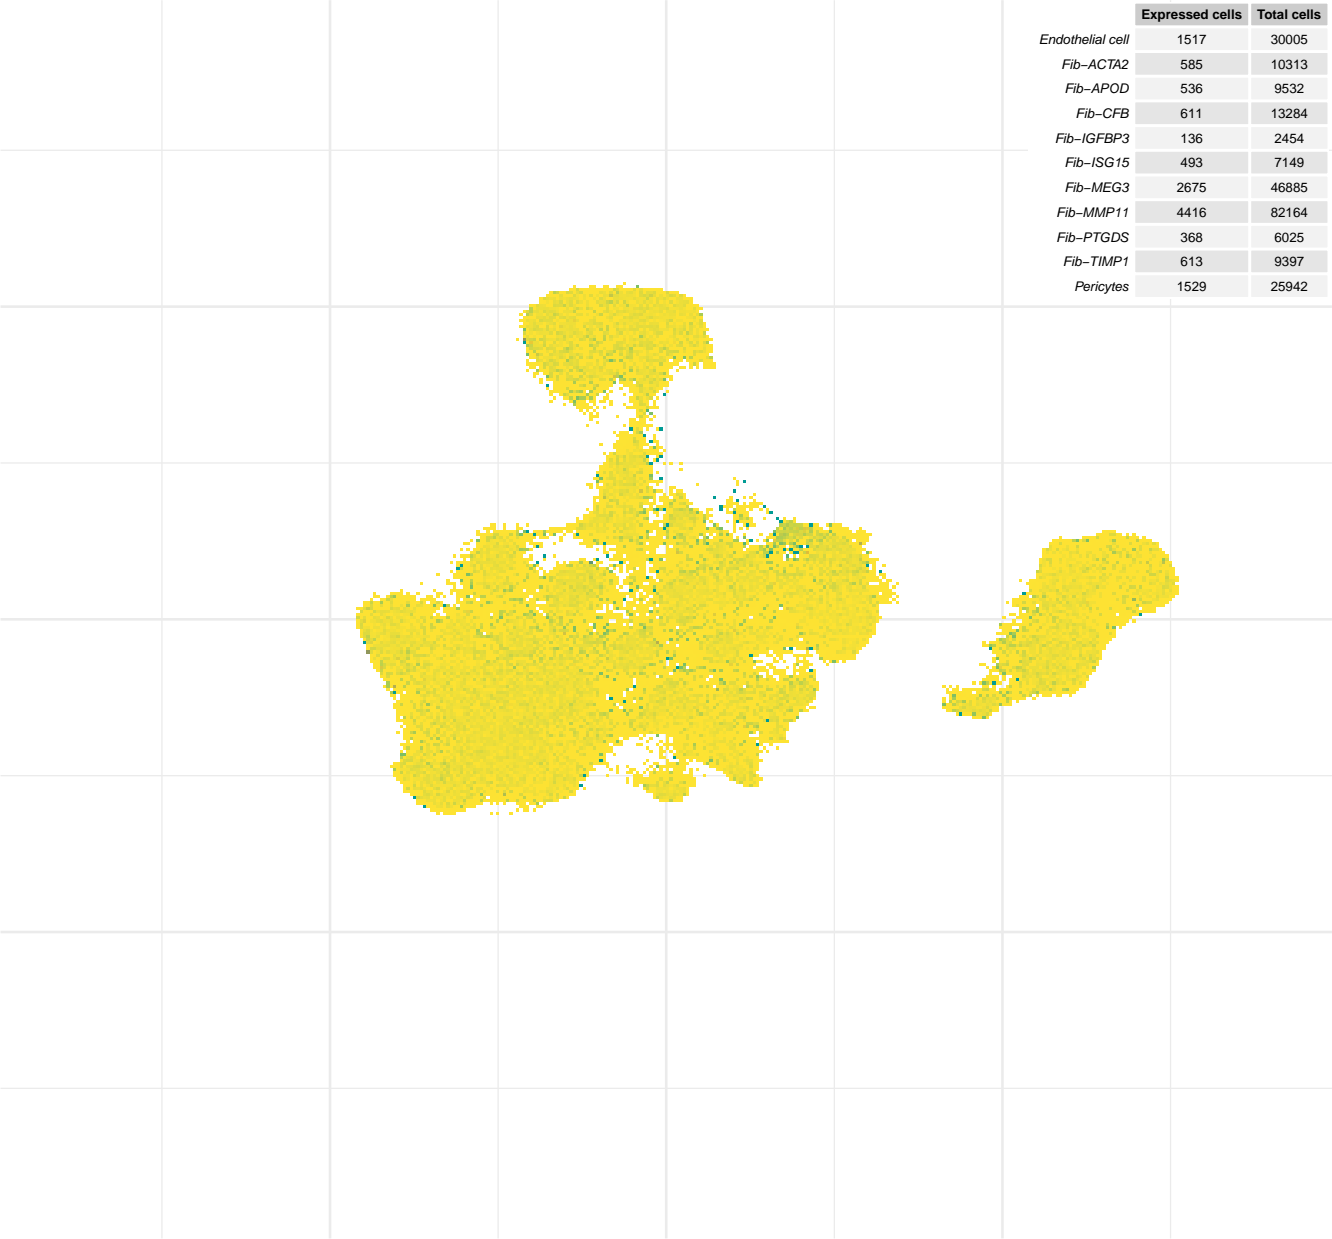 Expressed cells Total cells
Endothelial cell 1517 30005
Fib−ACTA2 585 10313
Fib−APOD 536 9532
Fib−CFB 611 13284
Fib−IGFBP3 136 2454
Fib−ISG15 493 7149
Fib−MEG3 2675 46885
Fib−MMP11 4416 82164
Fib−PTGDS 368 6025
Fib−TIMP1 613 9397
Pericytes 1529 25942